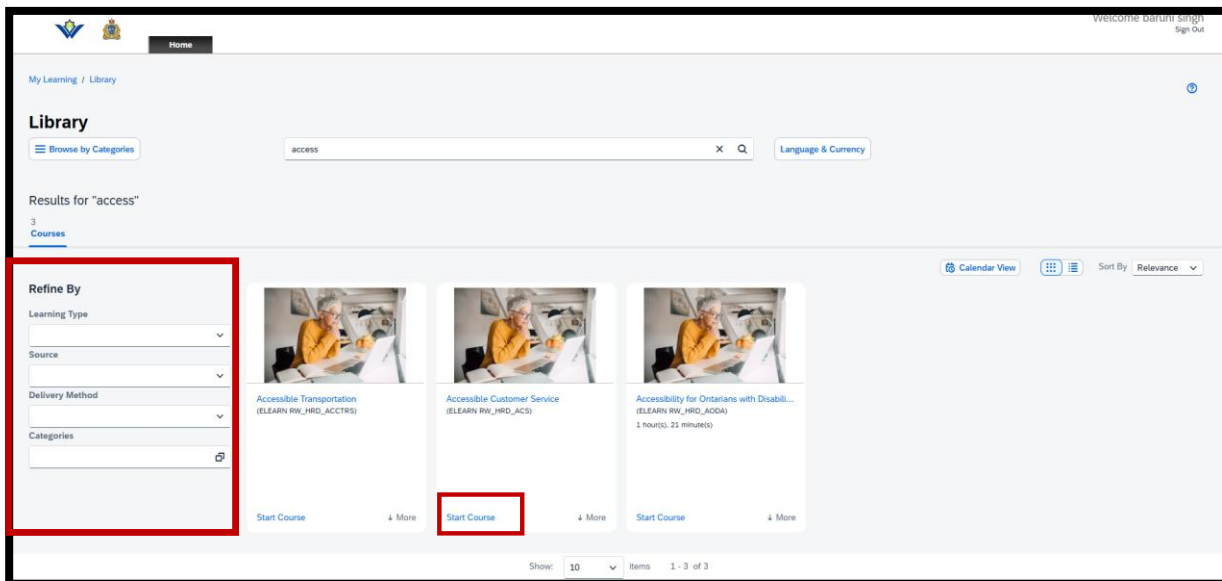 Welcome baruni singh
Sign Out
Home
My Learning / Library
Library
Browse by Categories
access
Language & Currency
Results for "access"
3
Courses
Calendar View
Sort By Relevance
Refine By
Learning Type
Source
Delivery Method
Categories
Accessible Transportation
(ELEARN RW_HRD_ACCTRS)
Start Course
More
Accessible Customer Service
(ELEARN RW_HRD_ACS)
Start Course
More
Accessibility for Ontarians with Disabili...
(ELEARN RW_HRD_AODA)
1 hour(s), 21 minute(s)
Start Course
More
Show: 10 items 1 - 3 of 3